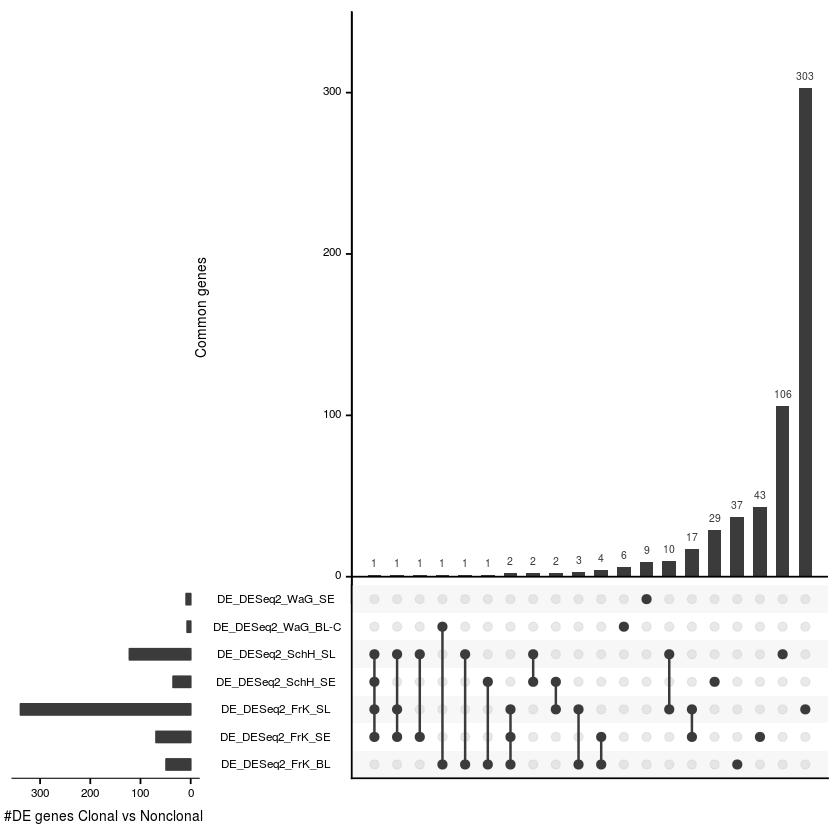 303
300
200
Common genes
106
100
43
37
29
17
1 1 1 1 1 1 2 2 2 3 4 6 9 10
0
DE_DESeq2_WaG_SE
DE_DESeq2_WaG_BL-C
DE_DESeq2_SchH_SL
DE_DESeq2_SchH_SE
DE_DESeq2_FrK_SL
DE_DESeq2_FrK_SE
DE_DESeq2_FrK_BL
300 200 100 0
#DE genes Clonal vs Nonclonal